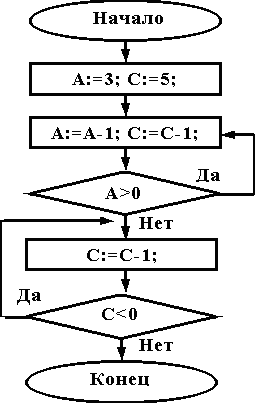 Начало
A:=3; C:=5;
A:=A-1; C:=C-1;
Да
A>0
Нет
C:=C-1;
Да
C<0
Нет
Конец